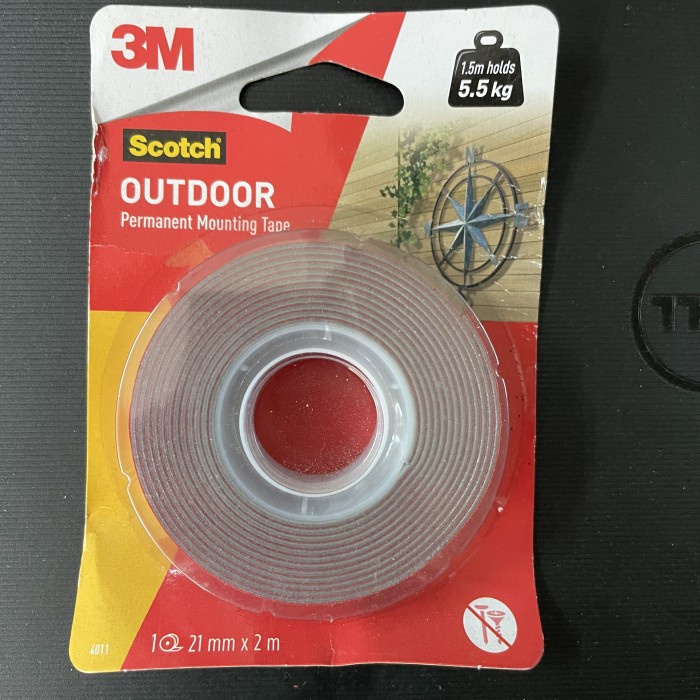 3M
1.5m holds
5.5 kg
Scotch®
OUTDOOR
Permanent Mounting Tape
4011
1 21 mm x 2 m